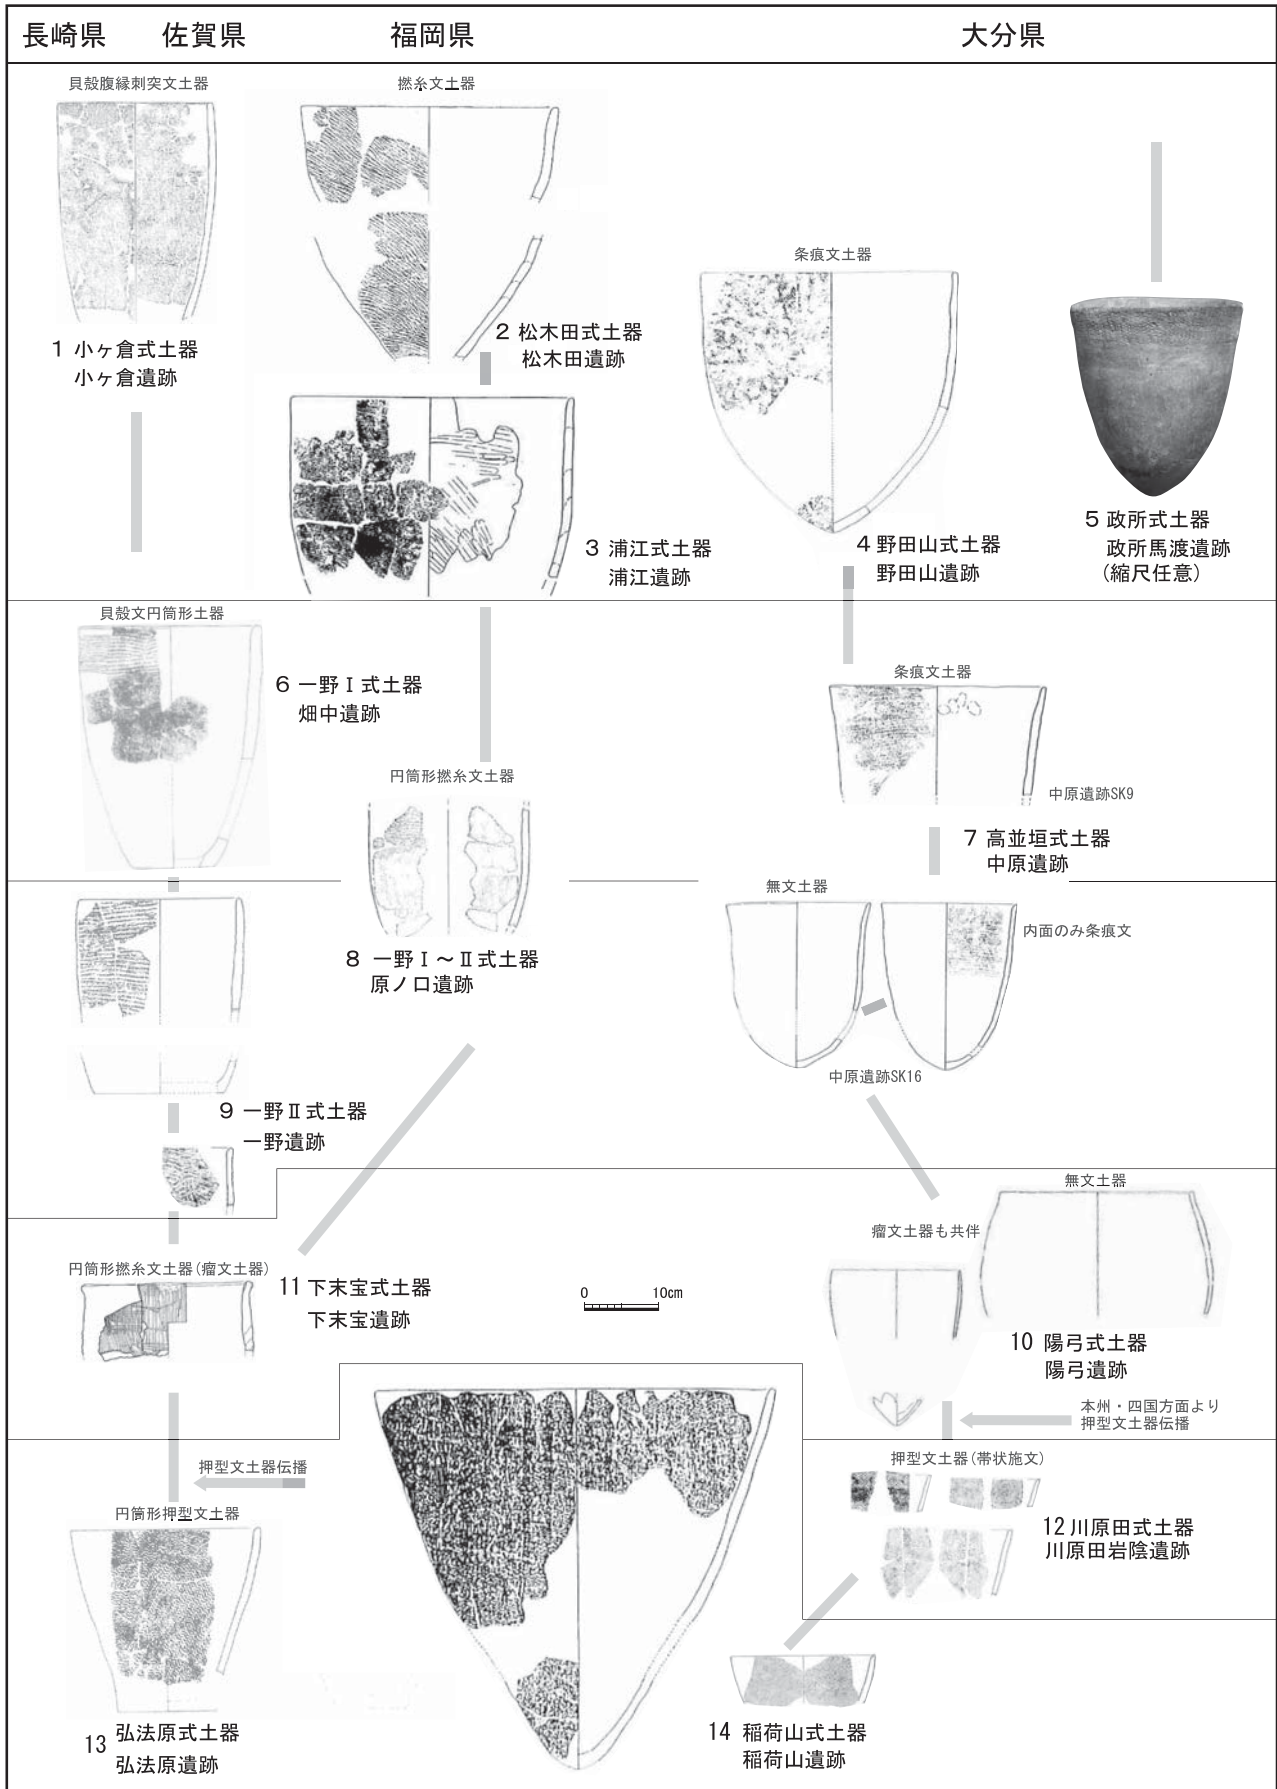 長崎県
佐賀県
福岡県
大分県
貝殻腹縁刺突文土器
撚糸文土器
1 小ヶ倉式土器
小ヶ倉遺跡
2 松木田式土器
松木田遺跡
条痕文土器
3 浦江式土器
浦江遺跡
4 野田山式土器
野田山遺跡
5 政所式土器
政所馬渡遺跡
(縮尺任意)
貝殻文円筒形土器
6 一野Ⅰ式土器
畑中遺跡
条痕文土器
中原遺跡SK9
7 高並垣式土器
中原遺跡
円筒形撚糸文土器
8 一野Ⅰ～Ⅱ式土器
原ノ口遺跡
無文土器
内面のみ条痕文
中原遺跡SK16
9 一野Ⅱ式土器
一野遺跡
無文土器
瘤文土器も共伴
10 陽弓式土器
陽弓遺跡
円筒形撚糸文土器(瘤文土器)
11 下末宝式土器
下末宝遺跡
0 10cm
本州・四国方面より
押型文土器伝播
押型文土器(帯状施文)
12 川原田式土器
川原田岩陰遺跡
押型文土器伝播
円筒形押型文土器
13 弘法原式土器
弘法原遺跡
14 稲荷山式土器
稲荷山遺跡